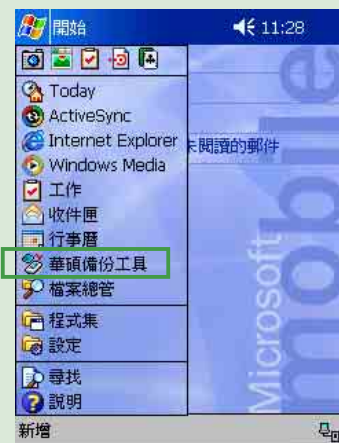 開始 11:28
Today
ActiveSync
Internet Explorer
未閱讀的郵件
Windows Media
工作
收件匣
行事曆
華碩備份工具
檔案總管
程式集
設定
尋找
說明
新增
Microsoft
mobile